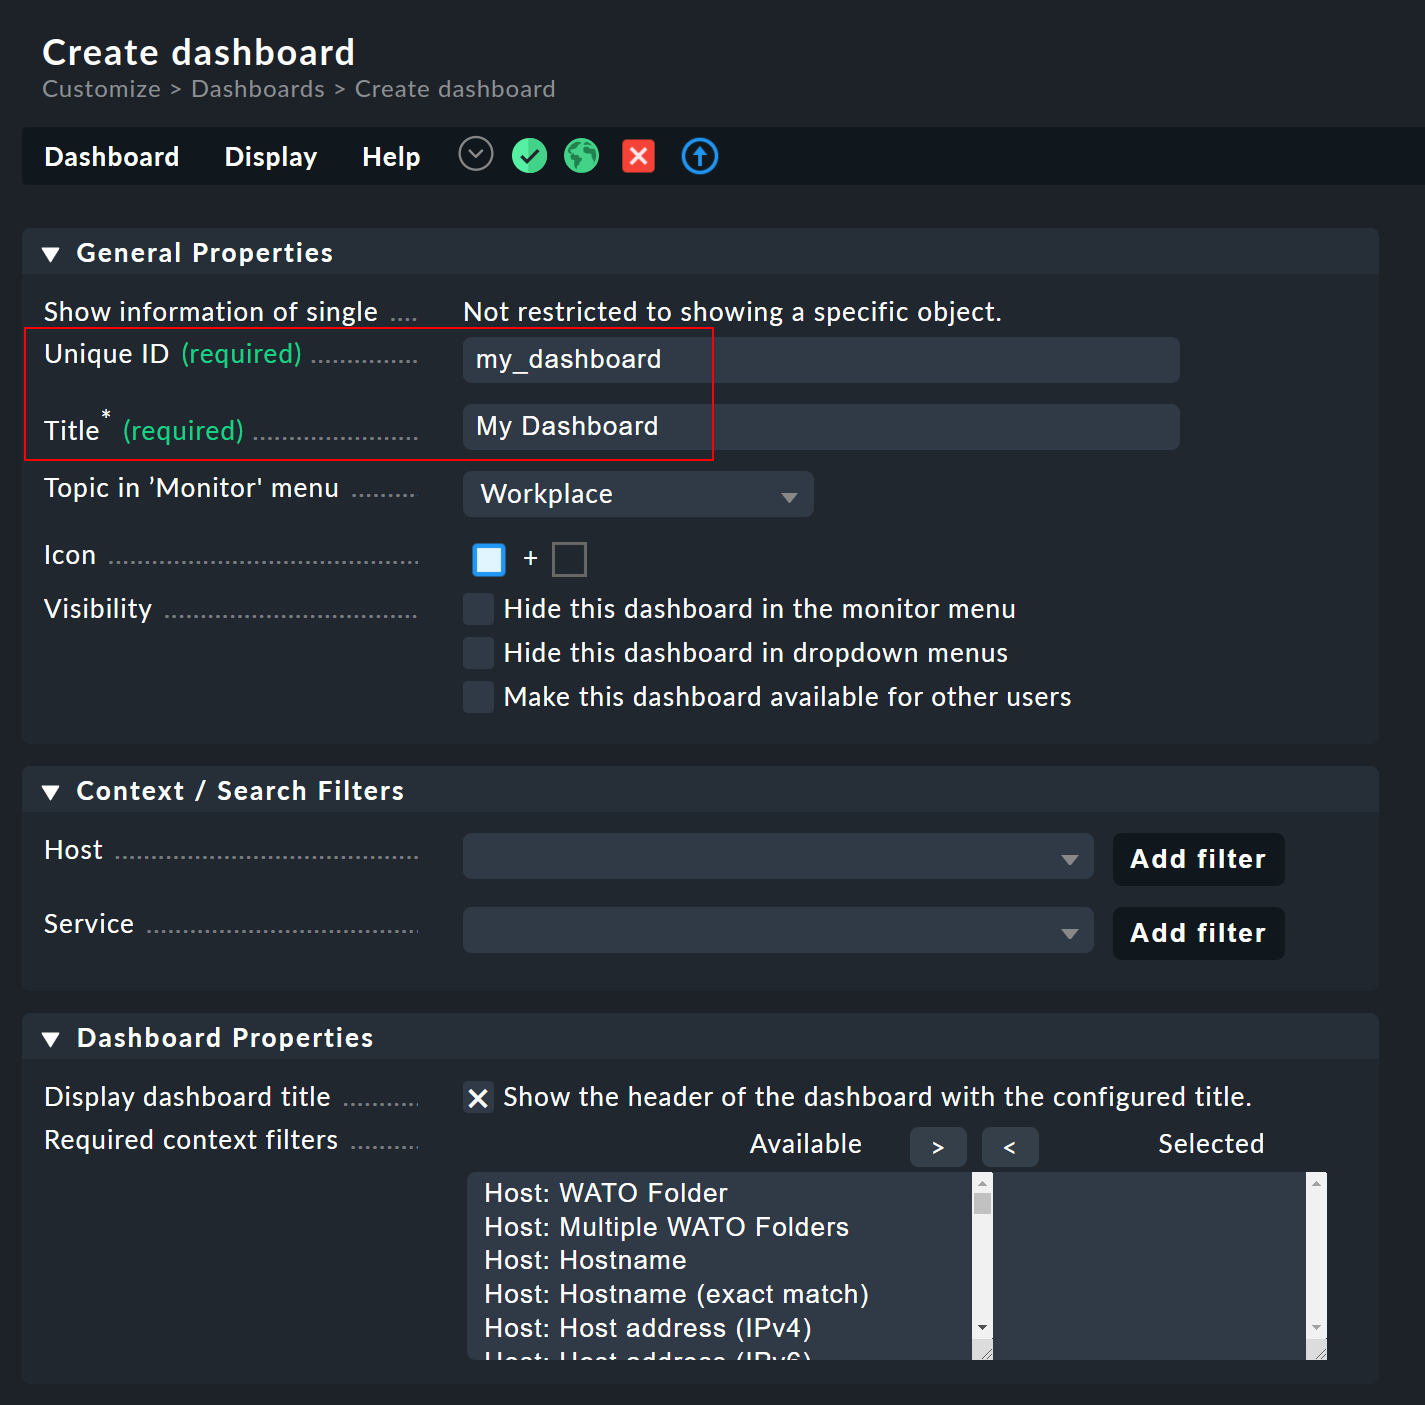 Create dashboard
Customize > Dashboards > Create dashboard
Dashboard Display Help
General Properties
Show information of single .... Not restricted to showing a specific object.
Unique ID (required) my_dashboard
Title* (required) My Dashboard
Topic in ’Monitor' menu Workplace
Icon +
Visibility Hide this dashboard in the monitor menu
Hide this dashboard in dropdown menus
Make this dashboard available for other users
Context / Search Filters
Host Add filter
Service Add filter
Dashboard Properties
Display dashboard title Show the header of the dashboard with the configured title.
Required context filters Available > < Selected
Host: WATO Folder
Host: Multiple WATO Folders
Host: Hostname
Host: Hostname (exact match)
Host: Host address (IPv4)
Host: Host address (IPv6)